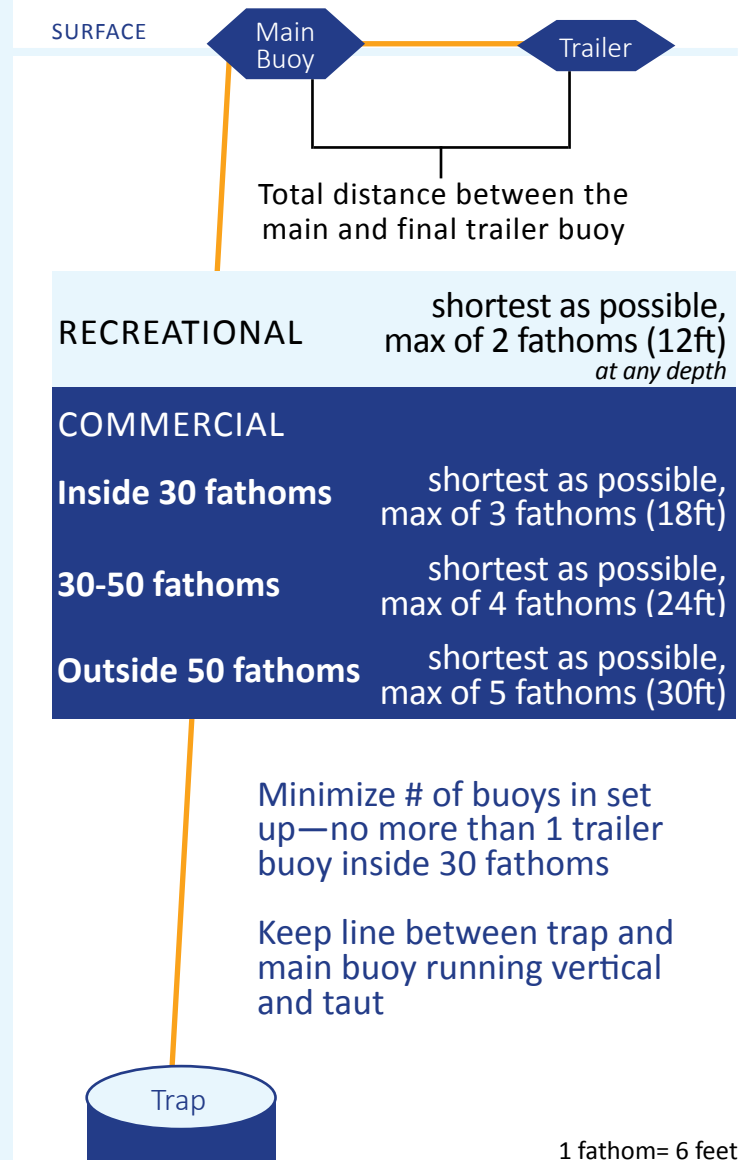 SURFACE
Main
Buoy
Trailer
Total distance between the
main and final trailer buoy
RECREATIONAL
shortest as possible,
max of 2 fathoms (12ft)
at any depth
COMMERCIAL
Inside 30 fathoms
shortest as possible,
max of 3 fathoms (18ft)
30-50 fathoms
shortest as possible,
max of 4 fathoms (24ft)
Outside 50 fathoms
shortest as possible,
max of 5 fathoms (30ft)
Minimize # of buoys in set
up—no more than 1 trailer
buoy inside 30 fathoms
Keep line between trap and
main buoy running vertical
and taut
Trap
1 fathom= 6 feet